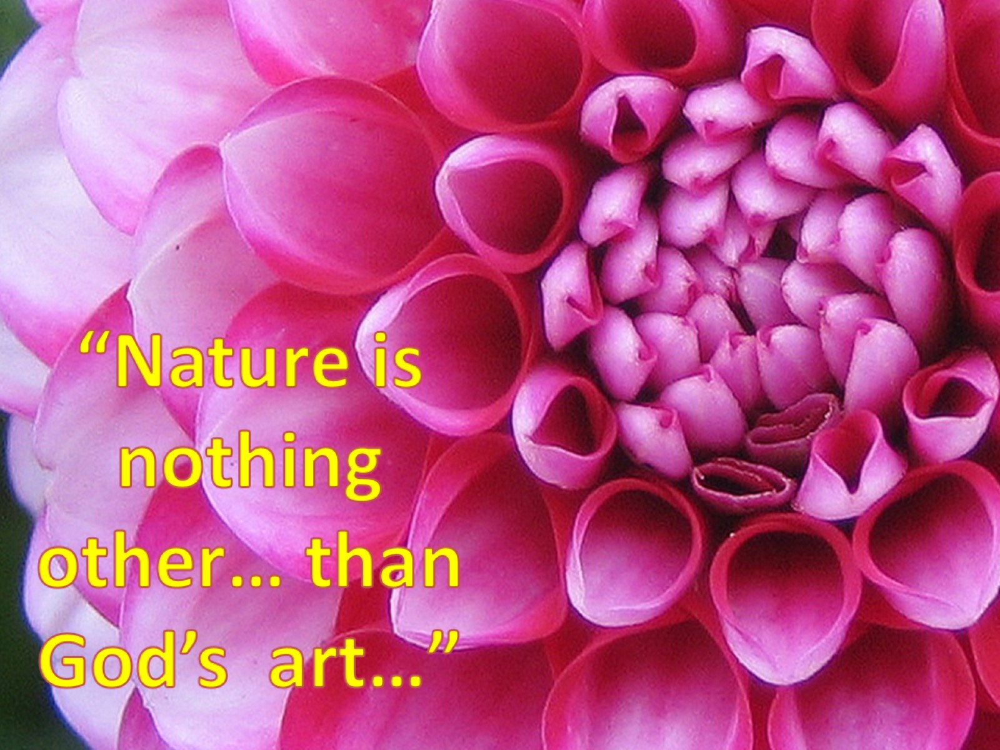 “Nature is
nothing
other… than
God’s  art…”